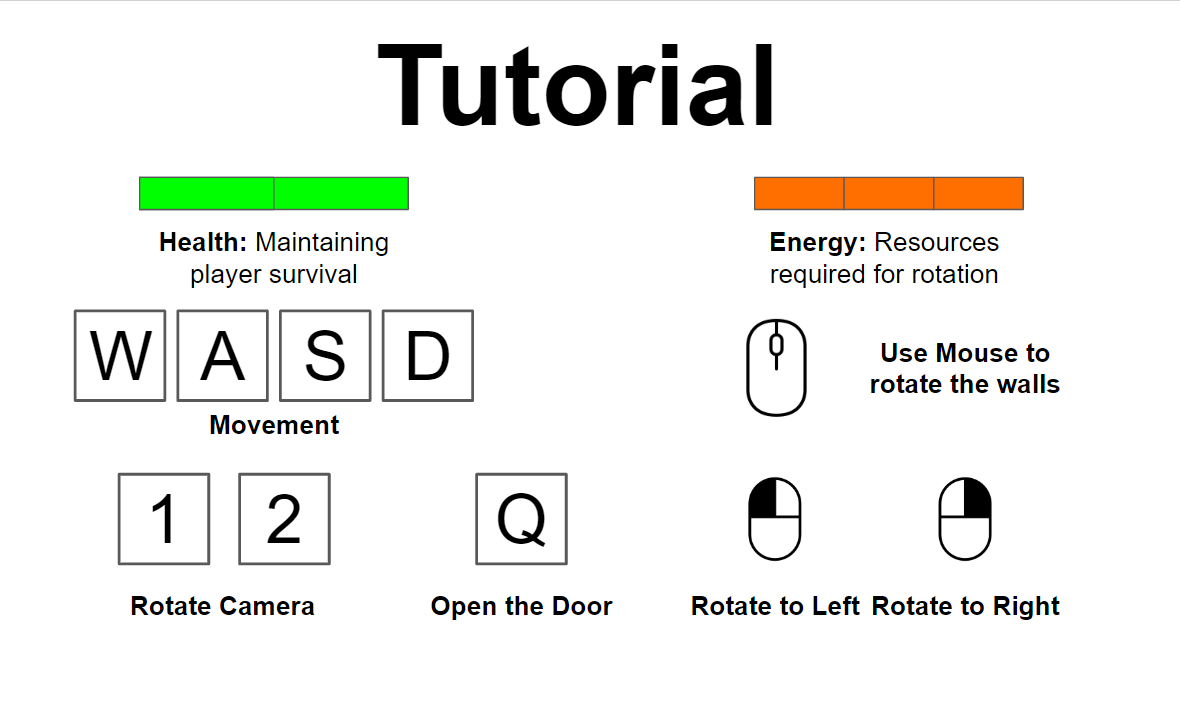 Tutorial
Health: Maintaining
player survival
Energy: Resources
required for rotation
W A S D
Movement
Use Mouse to
rotate the walls
1 2
Rotate Camera
Q
Open the Door
Rotate to Left
Rotate to Right